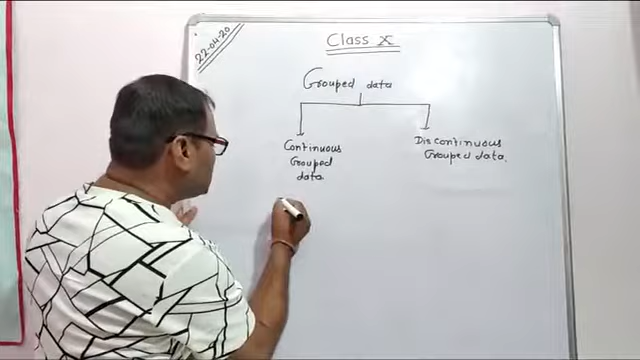 22-04-20
Class X
Grouped data
Continuous
Grouped
data
Discontinuous
Grouped data.